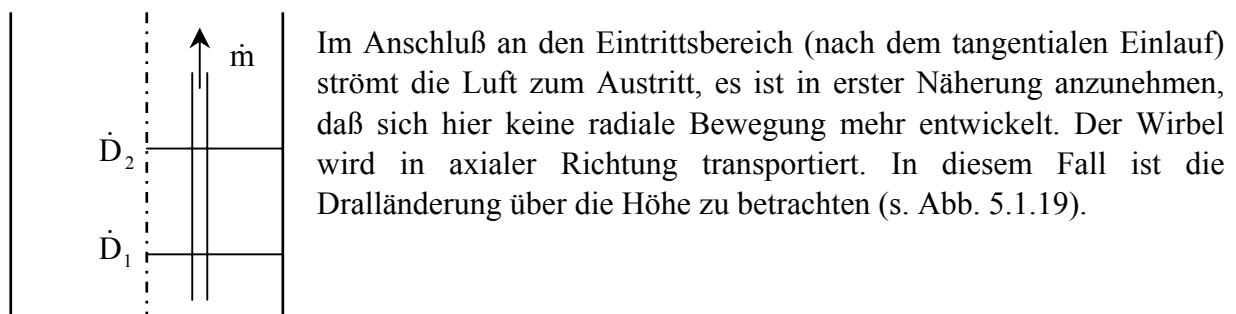 ṁ
Ḋ₂
Ḋ₁
Im Anschluß an den Eintrittsbereich (nach dem tangentialen Einlauf)
strömt die Luft zum Austritt, es ist in erster Näherung anzunehmen,
daß sich hier keine radiale Bewegung mehr entwickelt. Der Wirbel
wird in axialer Richtung transportiert. In diesem Fall ist die
Dralländerung über die Höhe zu betrachten (s. Abb. 5.1.19).